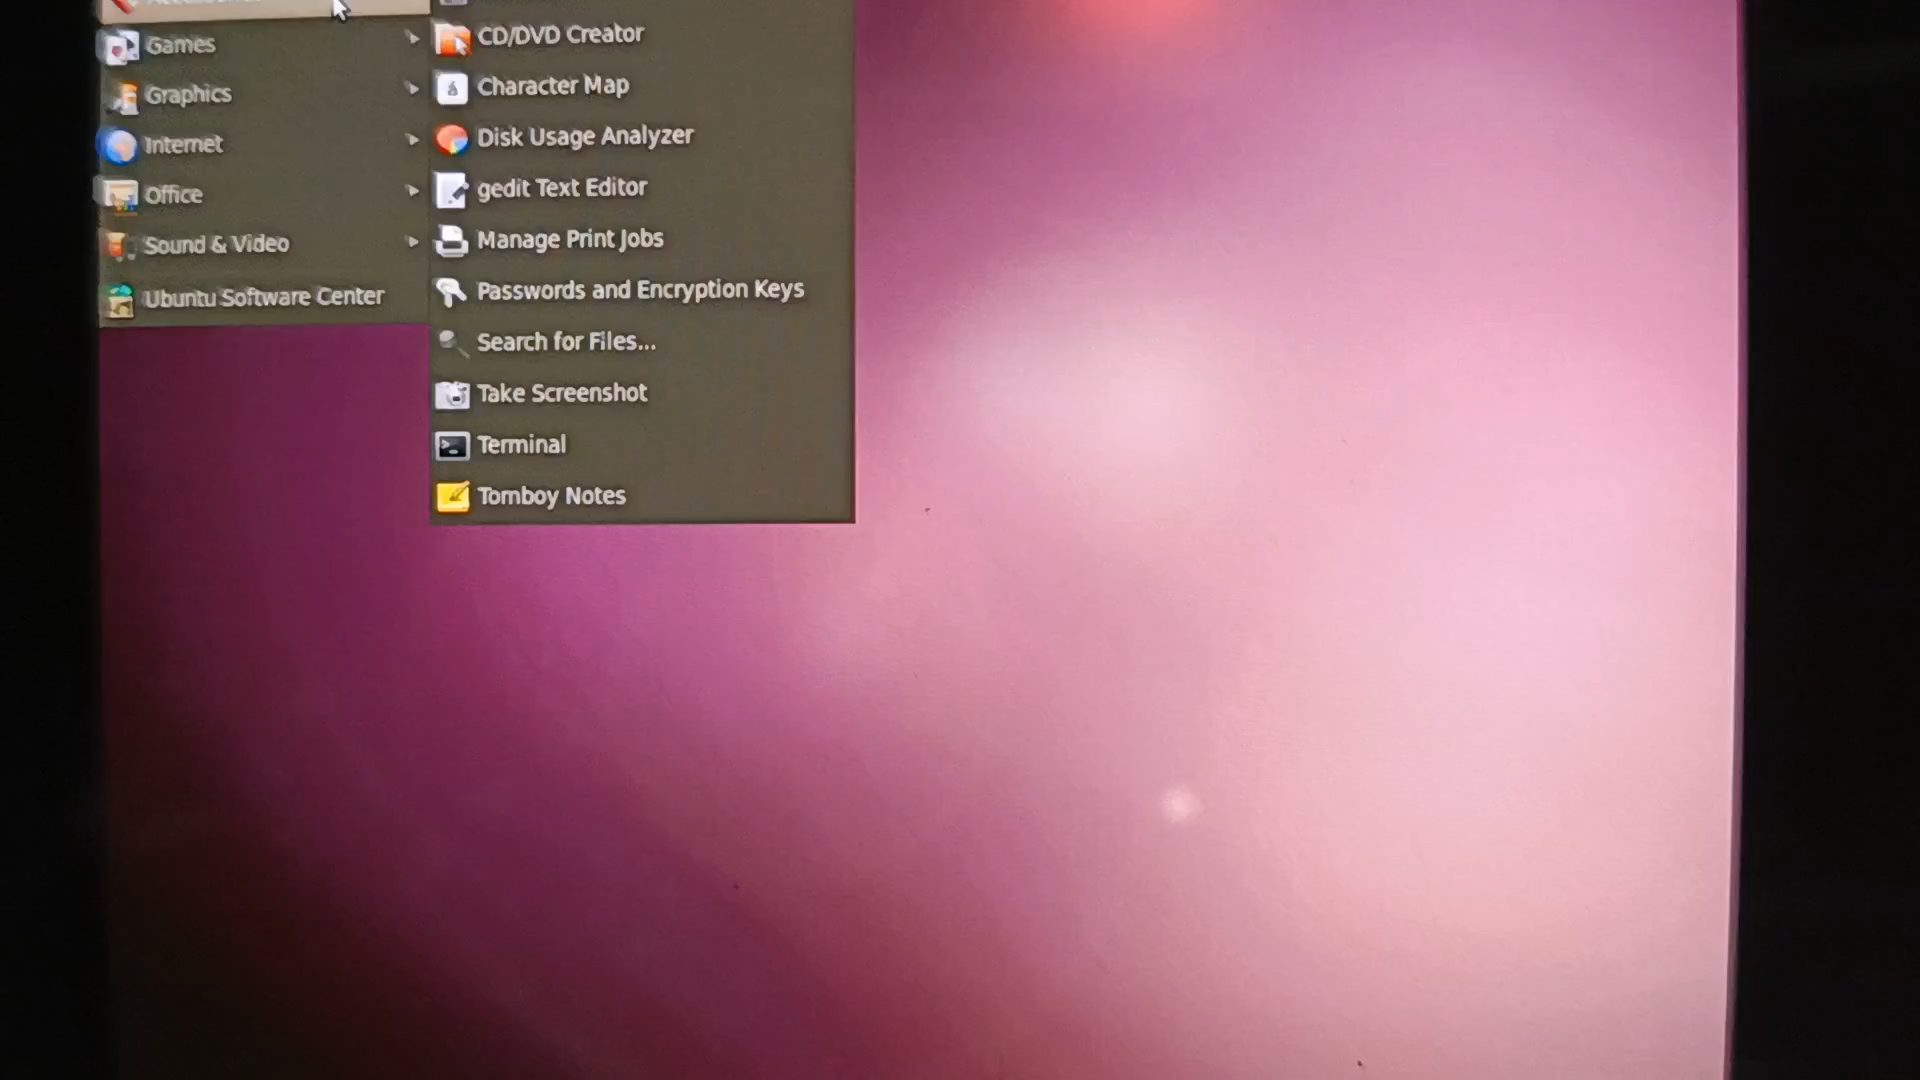 Games
Graphics
Internet
Office
Sound & Video
Ubuntu Software Center
CD/DVD Creator
Character Map
Disk Usage Analyzer
gedit Text Editor
Manage Print Jobs
Passwords and Encryption Keys
Search for Files...
Take Screenshot
Terminal
Tomboy Notes